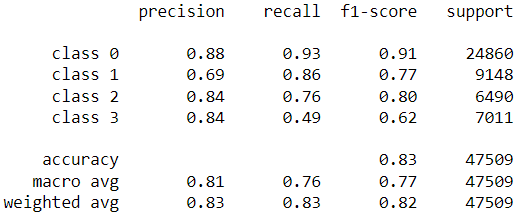 precision recall f1-score support
class 0 0.88 0.93 0.91 24860
class 1 0.69 0.86 0.77 9148
class 2 0.84 0.76 0.80 6490
class 3 0.84 0.49 0.62 7011
accuracy 0.83 47509
macro avg 0.81 0.76 0.77 47509
weighted avg 0.83 0.83 0.82 47509